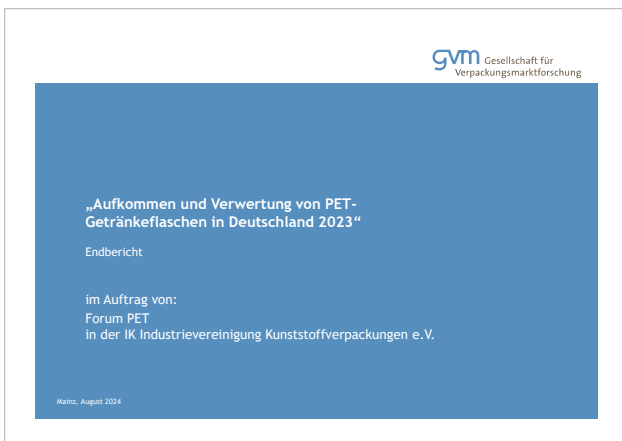 gvm Gesellschaft für
Verpackungsmarktforschung
„Aufkommen und Verwertung von PET-
Getränkeflaschen in Deutschland 2023“
Endbericht
im Auftrag von:
Forum PET
in der IK Industrievereinigung Kunststoffverpackungen e.V.
Mainz, August 2024